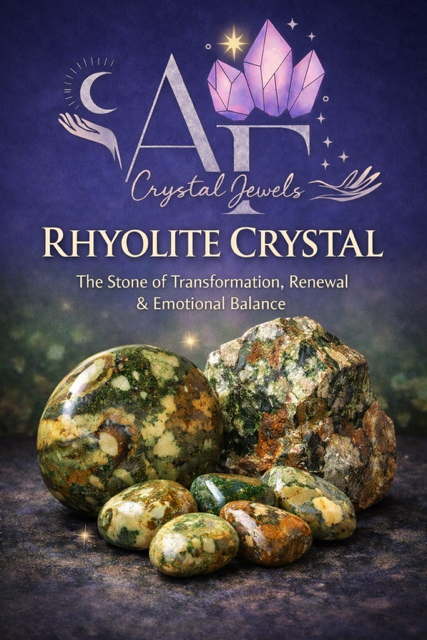 AF
Crystal Jewels
RHYOLITE CRYSTAL
The Stone of Transformation, Renewal
& Emotional Balance